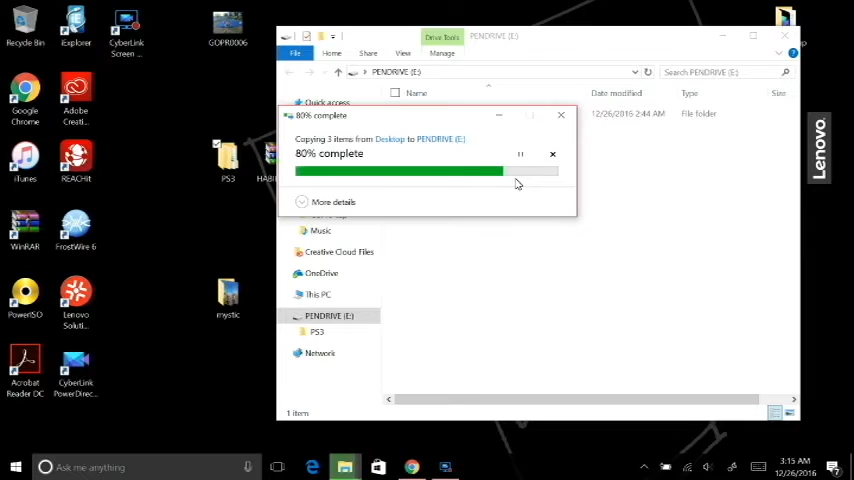 Recycle Bin
iExplorer
CyberLink
Screen ...
GOPR0006
Google
Chrome
Adobe
Creati...
iTunes
REACHit
PS3
WinRAR
FrostWire 6
PowerISO
Lenovo
Soluti...
mystic
Acrobat
Reader DC
CyberLink
PowerDirec...
Drive Tools
PENDRIVE (E:)
File
Home
Share
View
Manage
PENDRIVE (E:)
Search PENDRIVE (E:)
Quick access
Name
Date modified
Type
Size
12/26/2016 2:44 AM
File folder
80% complete
Copying 3 items from Desktop to PENDRIVE (E:)
80% complete
More details
Music
Creative Cloud Files
OneDrive
This PC
PENDRIVE (E:)
PS3
Network
1 item
Lenovo
Ask me anything
3:15 AM
12/26/2016
7